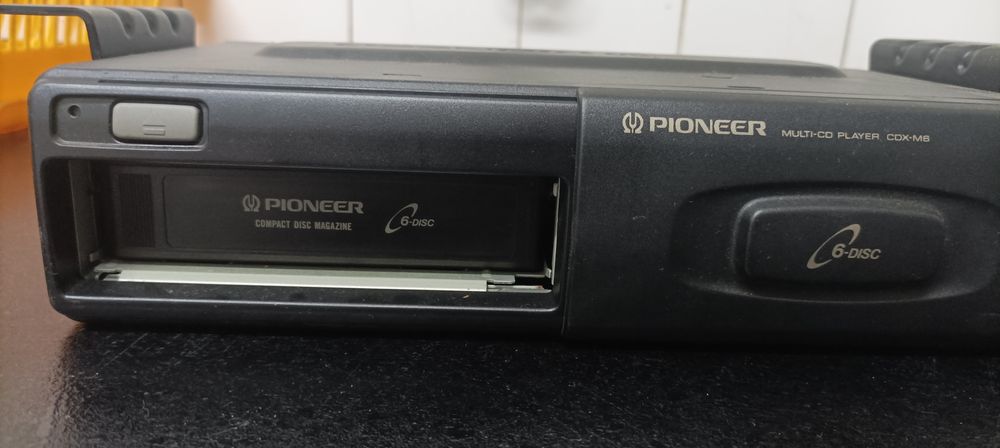 PIONEER
COMPACT DISC MAGAZINE
6-DISC
PIONEER
MULTI-CD PLAYER CDX-M6
6-DISC